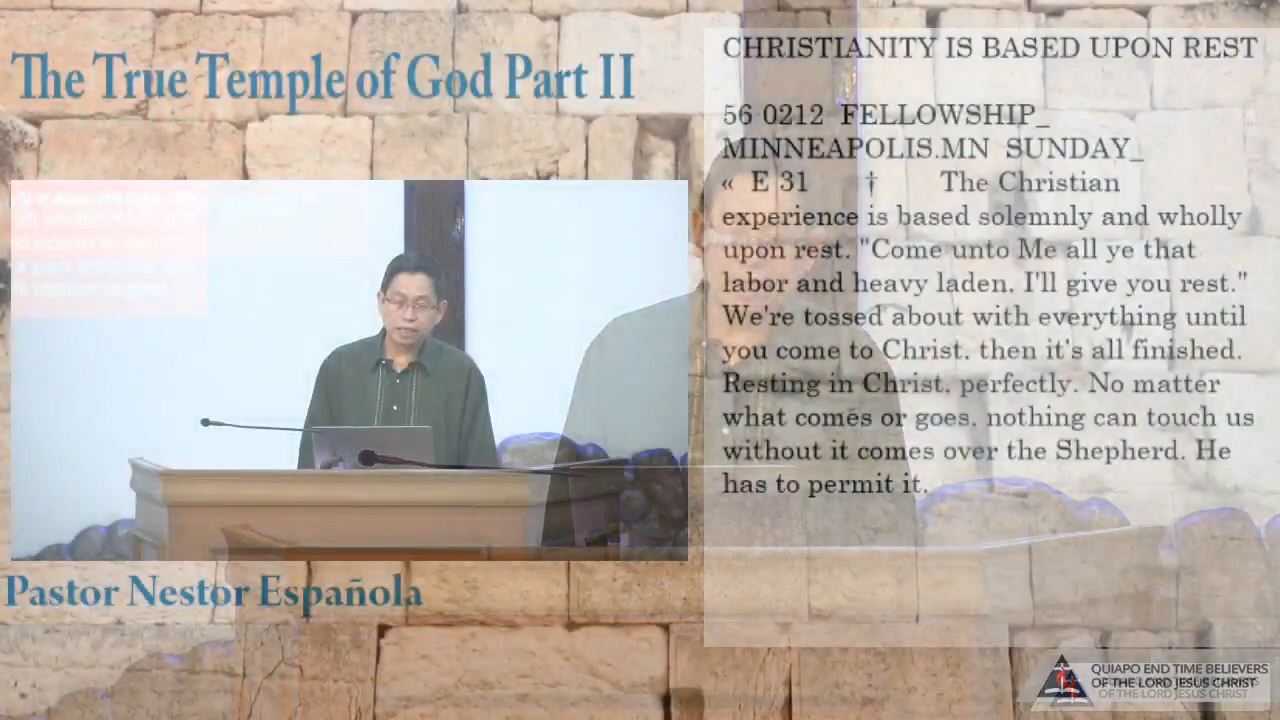 The True Temple of God Part II
Pastor Nestor Española
CHRISTIANITY IS BASED UPON REST
56 0212 FELLOWSHIP_
MINNEAPOLIS.MN SUNDAY_
« E 31 † The Christian
experience is based solemnly and wholly
upon rest. "Come unto Me all ye that
labor and heavy laden, I'll give you rest."
We're tossed about with everything until
you come to Christ, then it's all finished.
Resting in Christ, perfectly. No matter
what comes or goes, nothing can touch us
without it comes over the Shepherd. He
has to permit it.
QUIAPO END TIME BELIEVERS
OF THE LORD JESUS CHRIST
OF THE LORD JESUS CHRIST